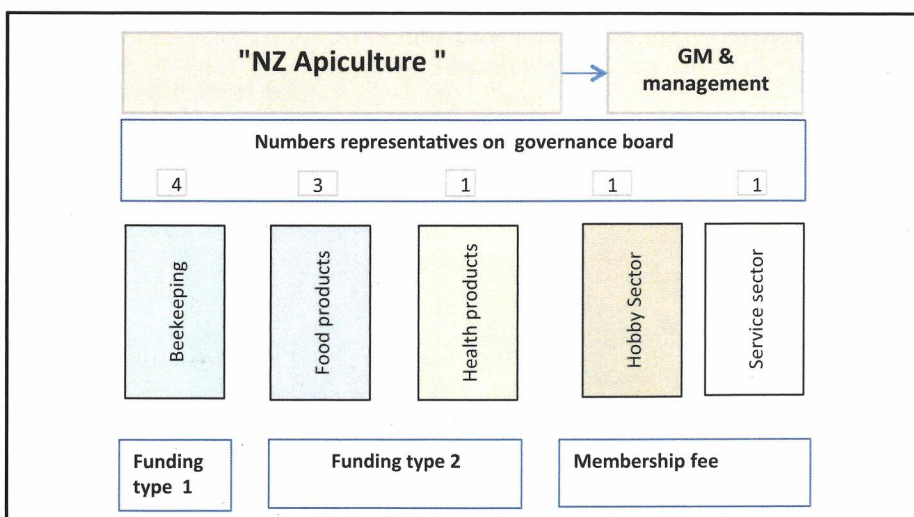 "NZ Apiculture "
GM &
management
Numbers representatives on governance board
4 3 1 1 1
Beekeeping
Food products
Health products
Hobby Sector
Service sector
Funding
type 1
Funding type 2
Membership fee